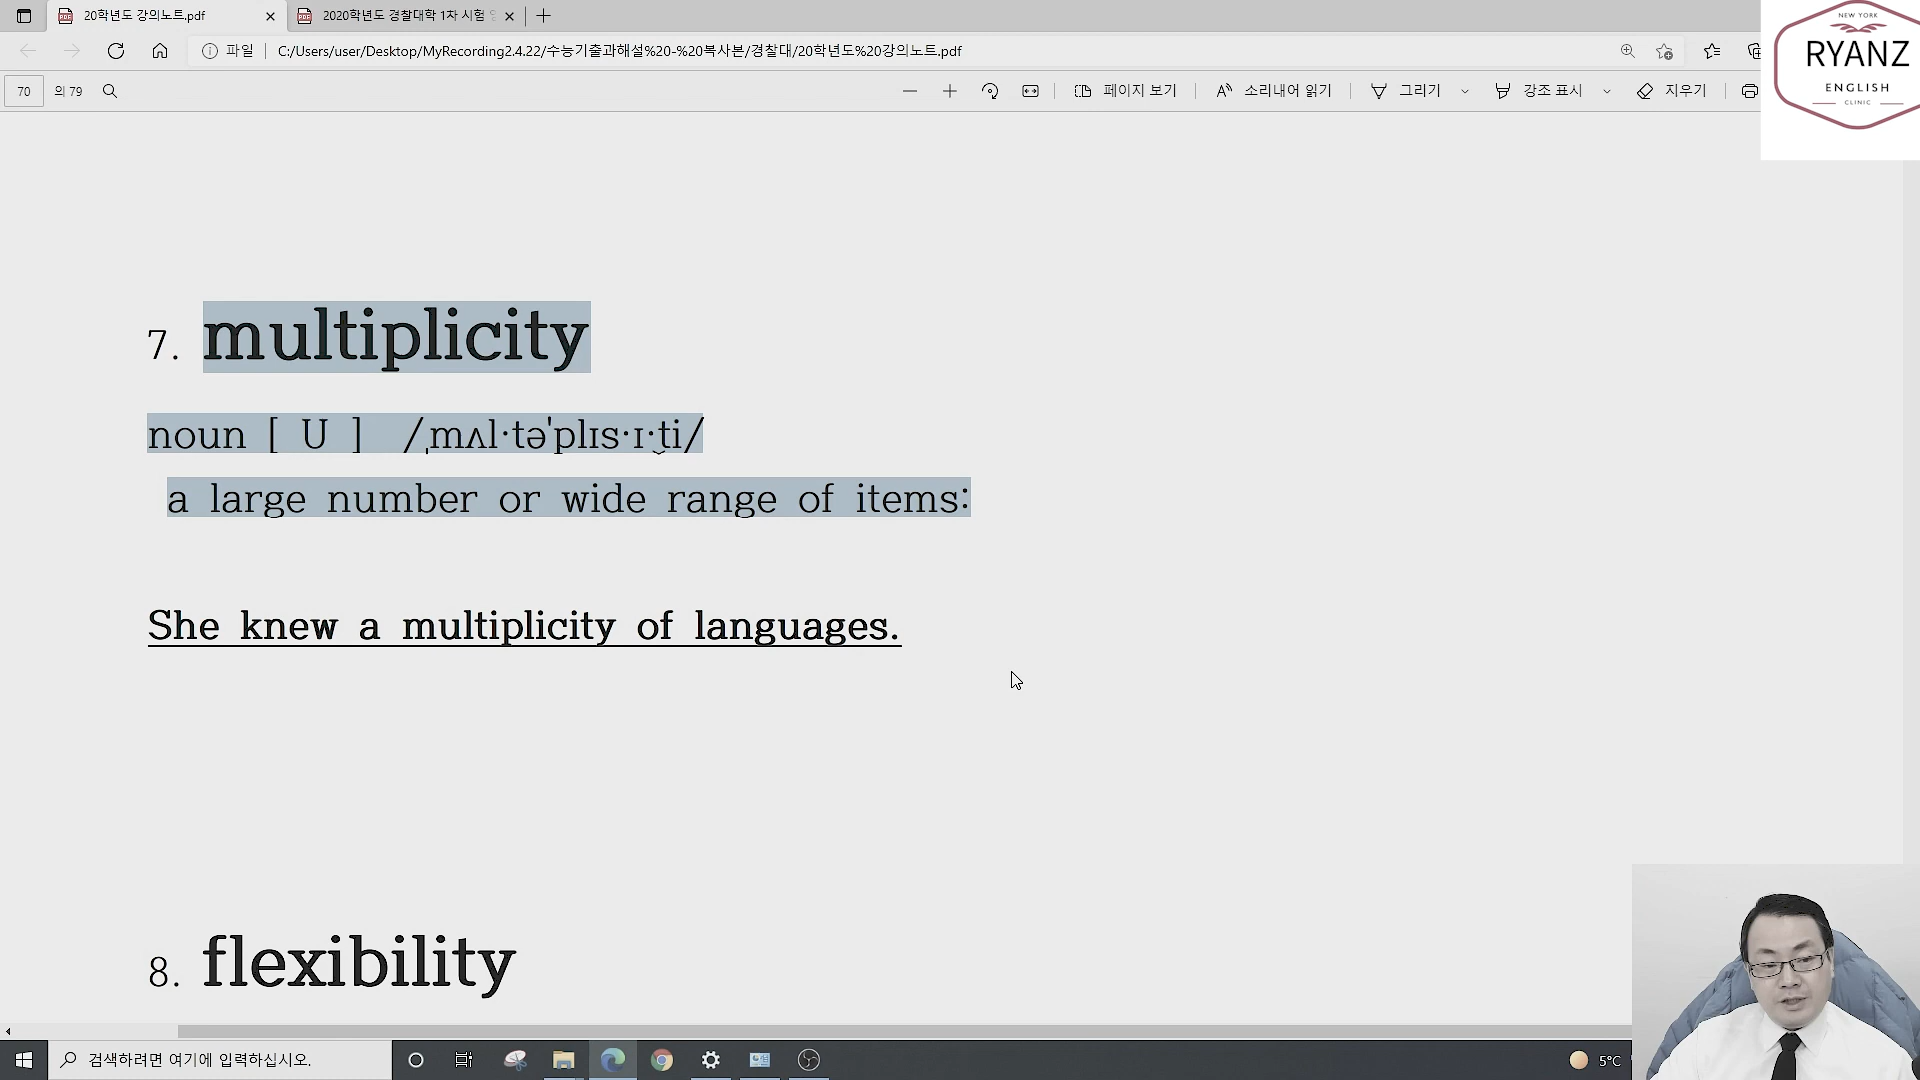 20학년도 강의노트.pdf
2020학년도 경찰대학 1차 시험
파일
C:/Users/user/Desktop/MyRecording2.4.22/수능기출과해설%20-%20복사본/경찰대/20학년도%20강의노트.pdf
70 의 79
페이지 보기
소리내어 읽기
그리기
강조 표시
지우기
NEW YORK
RYANZ
ENGLISH
CLINIC
7. multiplicity
noun [ U ] /ˌmʌl·təˈplɪs·ɪ·t̬i/
a large number or wide range of items:
She knew a multiplicity of languages.
8. flexibility
검색하려면 여기에 입력하십시오.
5°C